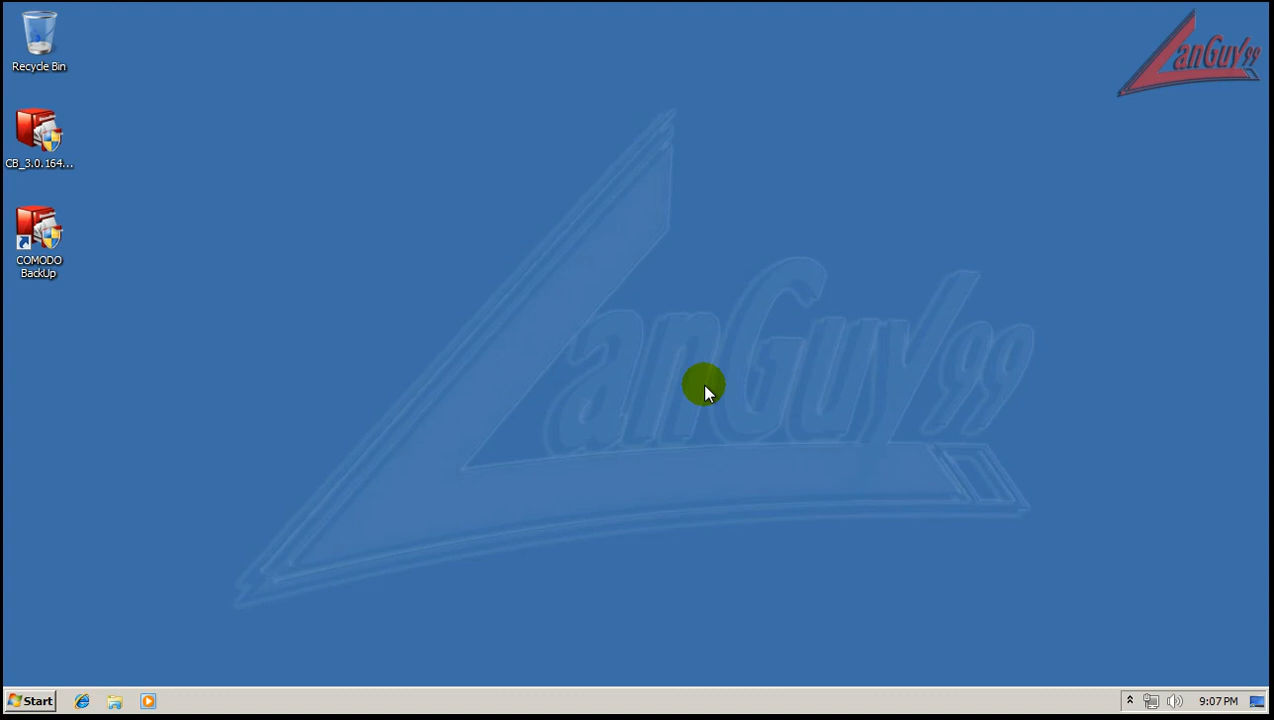 Recycle Bin
LanGuy99
CB_3.0.164...
COMODO
BackUp
LanGuy99
Start
9:07 PM